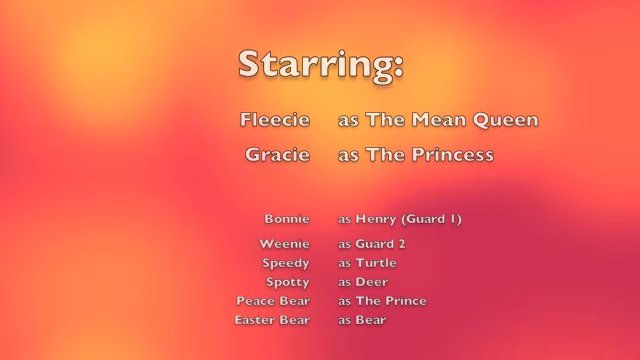 Starring:
Fleecie as The Mean Queen
Gracie as The Princess
Bonnie as Henry (Guard 1)
Weenie as Guard 2
Speedy as Turtle
Spotty as Deer
Peace Bear as The Prince
Easter Bear as Bear